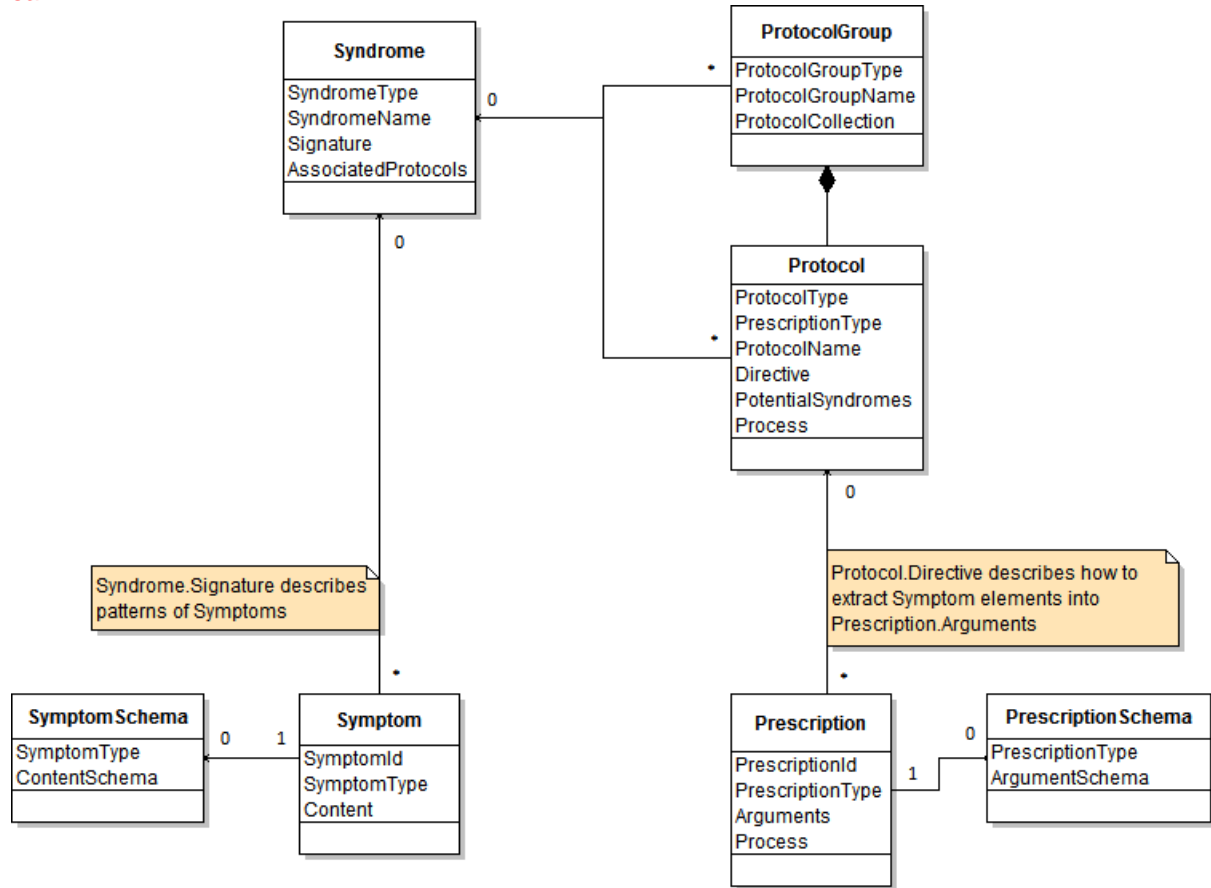 Syndrome
SyndromeType
SyndromeName
Signature
AssociatedProtocols
0
*
ProtocolGroup
ProtocolGroupType
ProtocolGroupName
ProtocolCollection
Protocol
ProtocolType
PrescriptionType
ProtocolName
Directive
PotentialSyndromes
Process
*
0
0
Syndrome.Signature describes
patterns of Symptoms
Protocol.Directive describes how to
extract Symptom elements into
Prescription.Arguments
*
*
SymptomSchema
SymptomType
ContentSchema
0
1
Symptom
SymptomId
SymptomType
Content
Prescription
PrescriptionId
PrescriptionType
Arguments
Process
1
0
PrescriptionSchema
PrescriptionType
ArgumentSchema